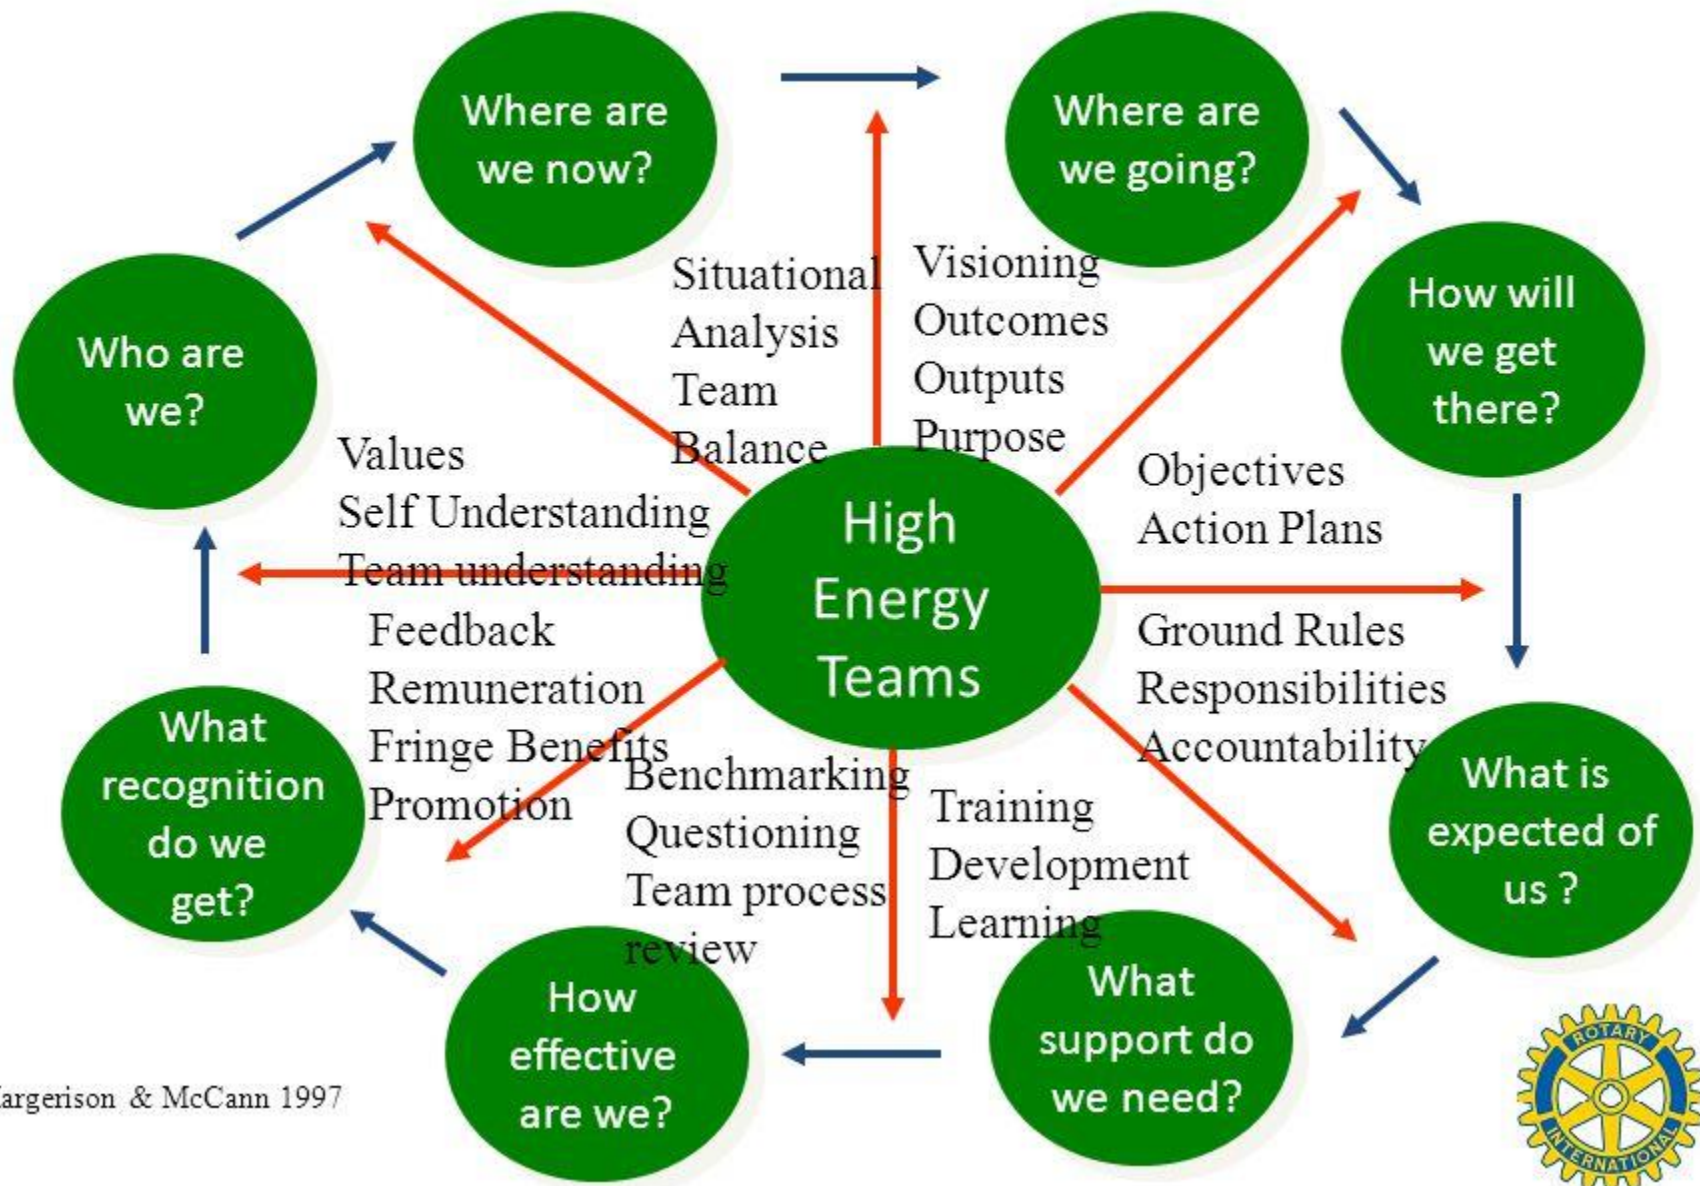 Where are
we now?
Where are
we going?
How will
we get
there?
What is
expected of
us ?
What
support do
we need?
How
effective
are we?
What
recognition
do we
get?
Who are
we?
High
Energy
Teams
Situational
Analysis
Team
Balance
Visioning
Outcomes
Outputs
Purpose
Objectives
Action Plans
Ground Rules
Responsibilities
Accountability
Training
Development
Learning
Benchmarking
Questioning
Team process
review
Feedback
Remuneration
Fringe Benefits
Promotion
Values
Self Understanding
Team understanding
argerison & McCann 1997
ROTARY
INTERNATIONAL